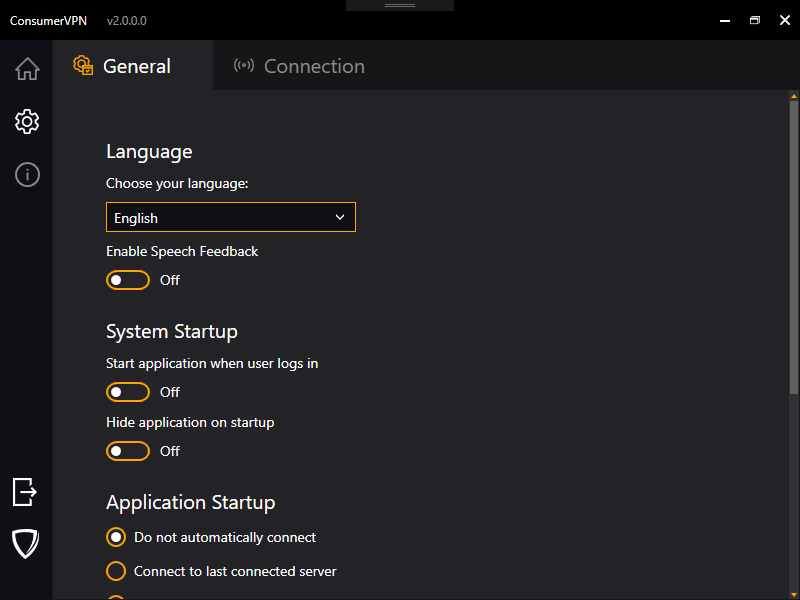 ConsumerVPN v2.0.0.0
General
Connection
Language
Choose your language:
English
Enable Speech Feedback
Off
System Startup
Start application when user logs in
Off
Hide application on startup
Off
Application Startup
Do not automatically connect
Connect to last connected server